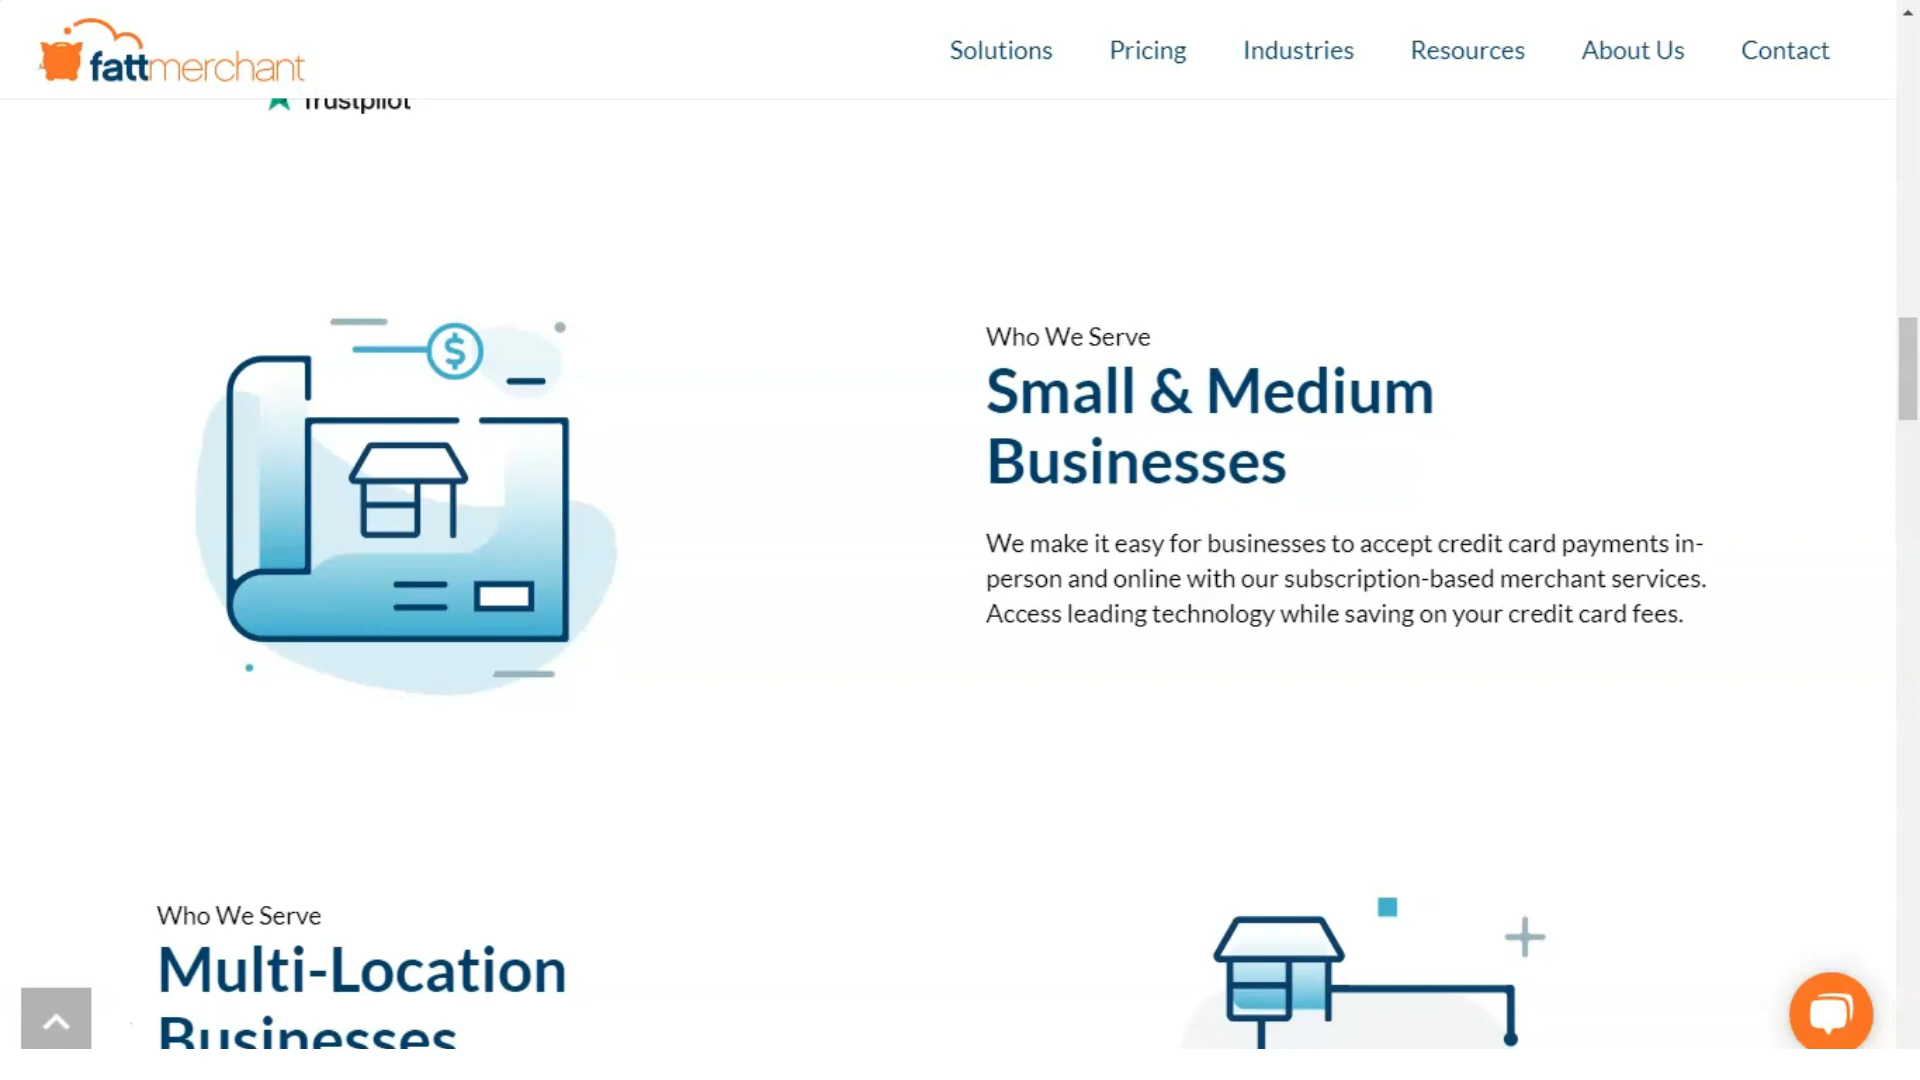 fattmerchant
Solutions
Pricing
Industries
Resources
About Us
Contact
Trustpilot
$
Who We Serve
Small & Medium
Businesses
We make it easy for businesses to accept credit card payments in-
person and online with our subscription-based merchant services.
Access leading technology while saving on your credit card fees.
Who We Serve
Multi-Location
Businesses